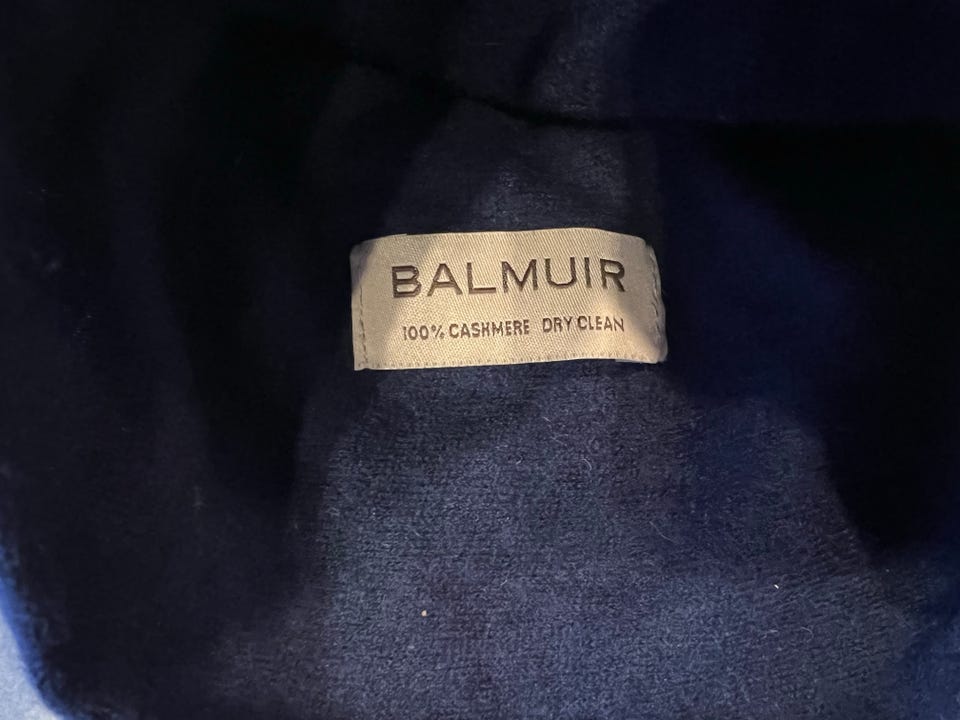 BALMUIR
100% CASHMERE DRY CLEAN